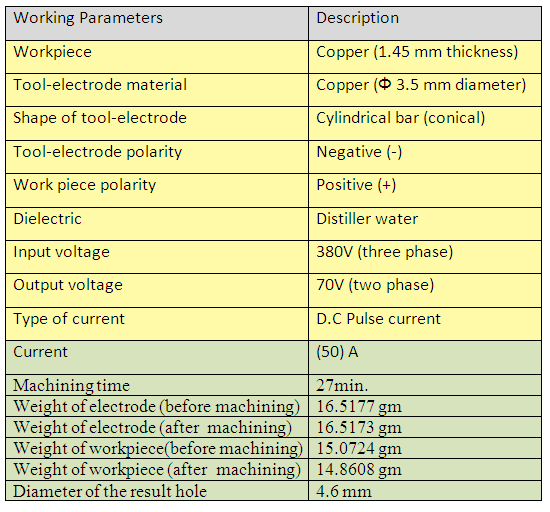 Working Parameters Description
Workpiece Copper (1.45 mm thickness)
Tool-electrode material Copper (Φ 3.5 mm diameter)
Shape of tool-electrode Cylindrical bar (conical)
Tool-electrode polarity Negative (-)
Work piece polarity Positive (+)
Dielectric Distiller water
Input voltage 380V (three phase)
Output voltage 70V (two phase)
Type of current D.C Pulse current
Current (50) A
Machining time 27min.
Weight of electrode (before machining) 16.5177 gm
Weight of electrode (after machining) 16.5173 gm
Weight of workpiece(before machining) 15.0724 gm
Weight of workpiece (after machining) 14.8608 gm
Diameter of the result hole 4.6 mm